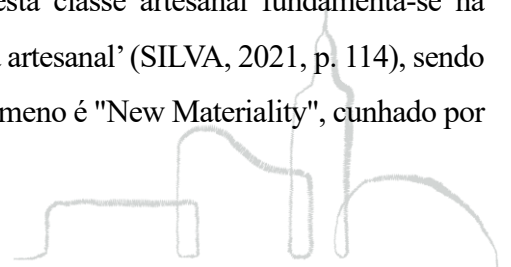 esta classe artesanal fundamenta-se na
artesanal’ (SILVA, 2021, p. 114), sendo
meno é "New Materiality", cunhado por